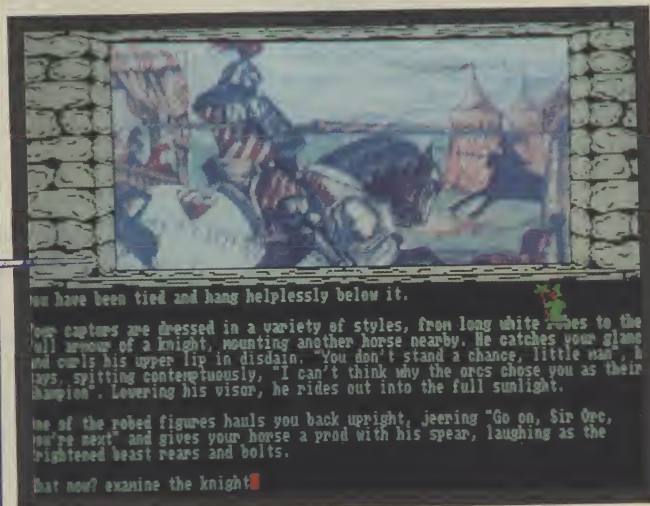 ou have been tied and hang helplessly below it.
our captors are dressed in a variety of styles, from long white robes to the
ull armour of a knight, mounting another horse nearby. He catches your glanc
nd curls his upper lip in disdain. "You don't stand a chance, little man", h
ays, spitting contemptuously, "I can't think why the orcs chose you as their
hampion". Lowering his visor, he rides out into the full sunlight.
ne of the robed figures hauls you back upright, jeering "Go on, Sir Orc,
ou're next" and gives your horse a prod with his spear, laughing as the
rightened beast rears and bolts.
hat now? examine the knight